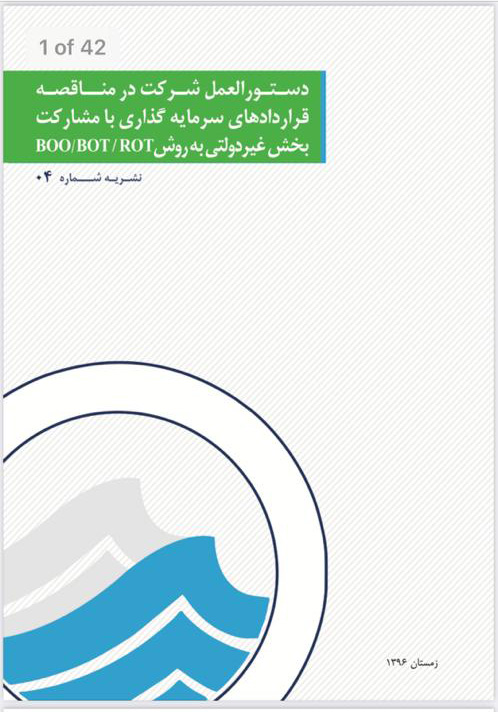 1 of 42
دستورالعمل شرکت در مناقصه
قراردادهای سرمایه گذاری با مشارکت
بخش غیردولتی به روش BOO/BOT/ROT
نشریه شماره ۰۴
زمستان ۱۳۹۶